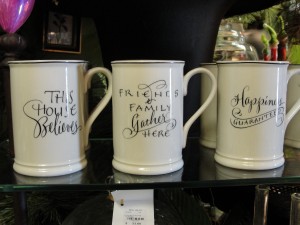 THIS
HOUSE
Believes
FRIENDS
&
FAMILY
Gather
HERE
Happiness
GUARANTEED